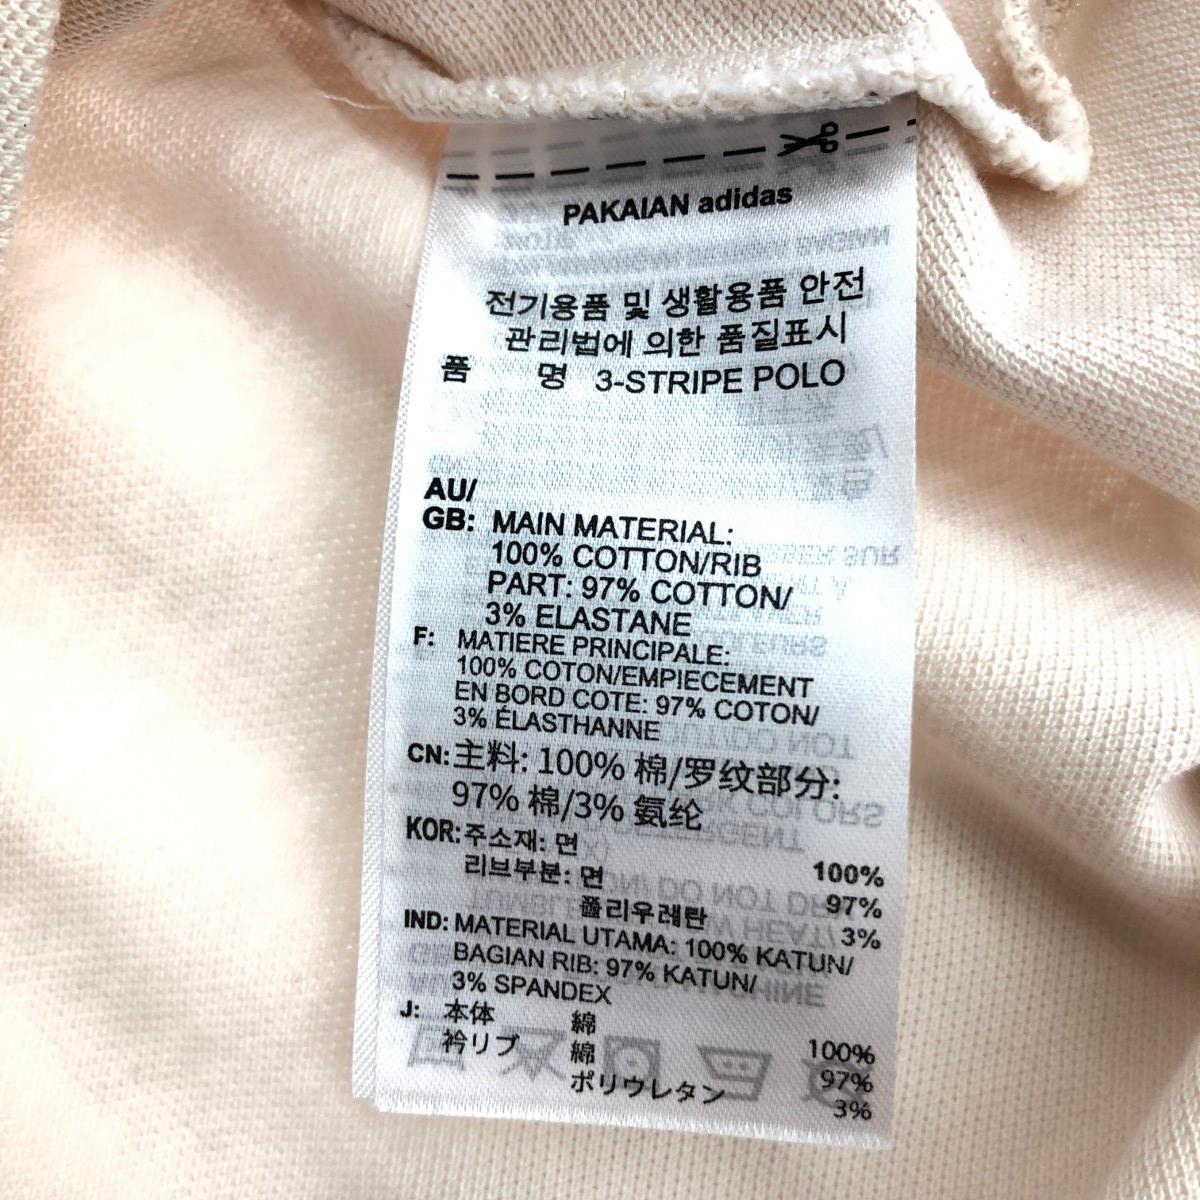 PAKAIAN adidas
전기용품 및 생활용품 안전
관리법에 의한 품질표시
품 명 3-STRIPE POLO
AU/
GB: MAIN MATERIAL:
100% COTTON/RIB
PART: 97% COTTON/
3% ELASTANE
F: MATIERE PRINCIPALE:
100% COTON/EMPIECEMENT
EN BORD COTE: 97% COTON/
3% ÉLASTHANNE
CN: 主料: 100% 棉/罗纹部分:
97% 棉/3% 氨纶
KOR: 주소재: 면 100%
리브부분: 면 97%
폴리우레탄 3%
IND: MATERIAL UTAMA: 100% KATUN/
BAGIAN RIB: 97% KATUN/
3% SPANDEX
J: 本体 綿 100%
衿リブ 綿 97%
ポリウレタン 3%